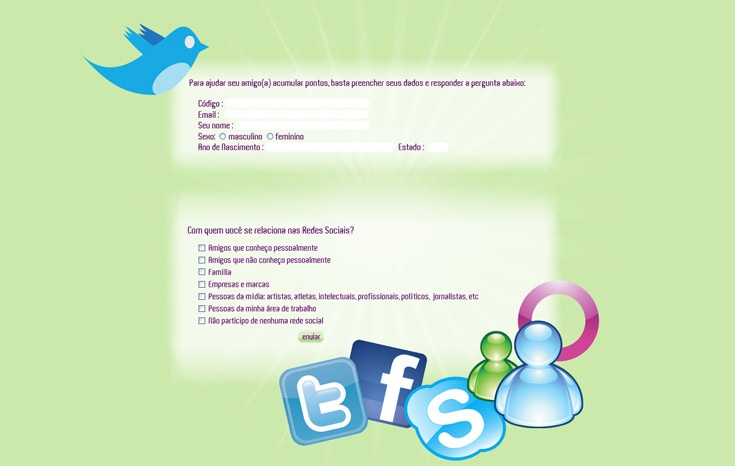 Para ajudar seu amigo(a) acumular pontos, basta preencher seus dados e responder a pergunta abaixo:
Código :
Email :
Seu nome :
Sexo: masculino feminino
Ano de Nascimento : Estado :
Com quem você se relaciona nas Redes Sociais?
Amigos que conheço pessoalmente
Amigos que não conheço pessoalmente
Família
Empresas e marcas
Pessoas da mídia: artistas, atletas, intelectuais, profissionais, políticos, jornalistas, etc
Pessoas da minha área de trabalho
Não participo de nenhuma rede social
enviar
f
t
S